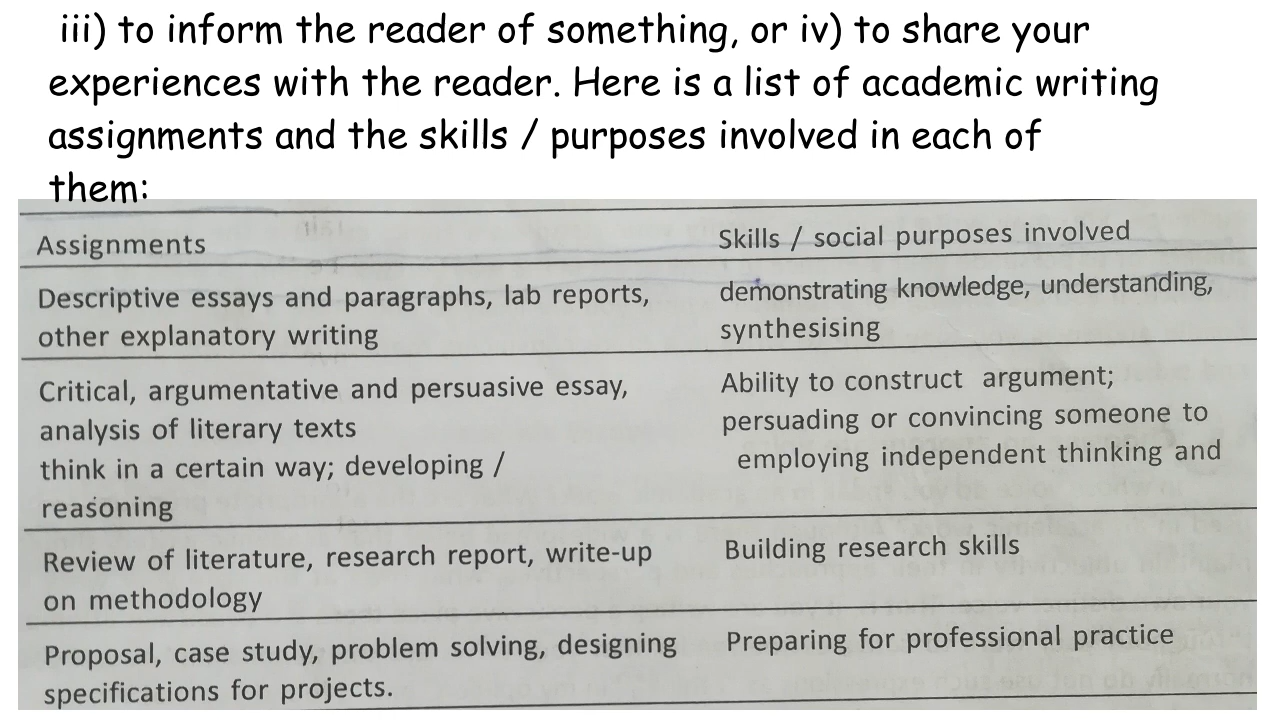 iii) to inform the reader of something, or iv) to share your
experiences with the reader. Here is a list of academic writing
assignments and the skills / purposes involved in each of
them:
Assignments Skills / social purposes involved
Descriptive essays and paragraphs, lab reports, demonstrating knowledge, understanding,
other explanatory writing synthesising
Critical, argumentative and persuasive essay, Ability to construct argument;
analysis of literary texts persuading or convincing someone to
think in a certain way; developing / employing independent thinking and
reasoning
Review of literature, research report, write-up Building research skills
on methodology
Proposal, case study, problem solving, designing Preparing for professional practice
specifications for projects.